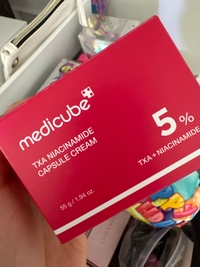 medicube
TXA NIACINAMIDE
CAPSULE CREAM
5%
TXA + NIACINAMIDE
55 g / 1.94 oz.